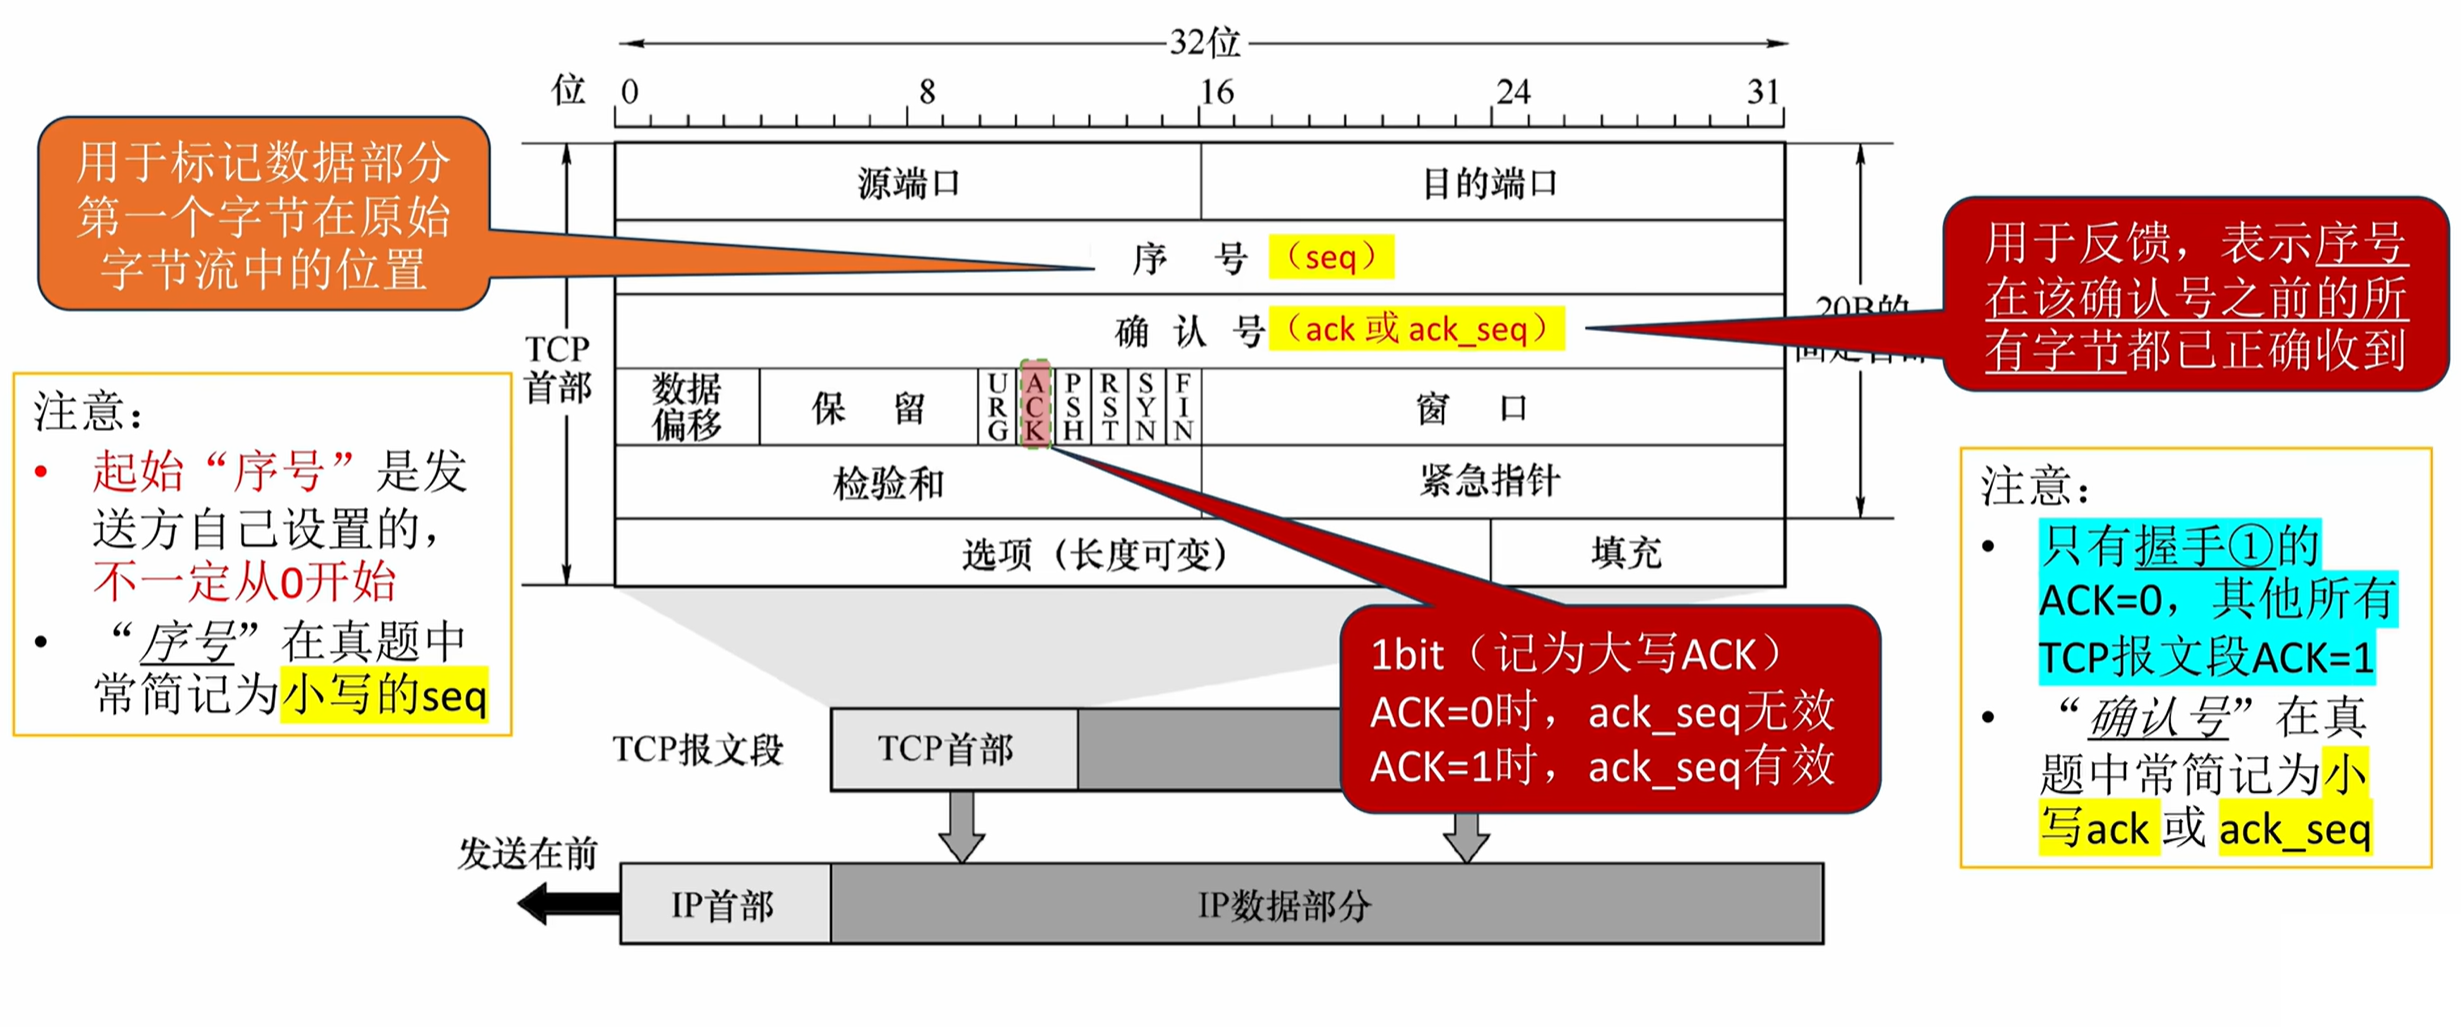 32位
位 0 8 16 24 31
用于标记数据部分
第一个字节在原始
字节流中的位置
源端口 目的端口
序 号 （seq）
确 认 号 （ack 或 ack_seq）
TCP
首部
20B的
用于反馈，表示序号
在该确认号之前的所
有字节都已正确收到
数据
偏移
保 留
URG ACK PSH RST SYN FIN
窗 口
检验和 紧急指针
选项（长度可变） 填充
注意：
• 起始“序号”是发
送方自己设置的，
不一定从0开始
• “序号”在真题中
常简记为小写的seq
1bit（记为大写ACK）
ACK=0时，ack_seq无效
ACK=1时，ack_seq有效
注意：
• 只有握手①的
ACK=0，其他所有
TCP报文段ACK=1
• “确认号”在真
题中常简记为小
写ack 或 ack_seq
TCP报文段 TCP首部
发送在前
IP首部 IP数据部分